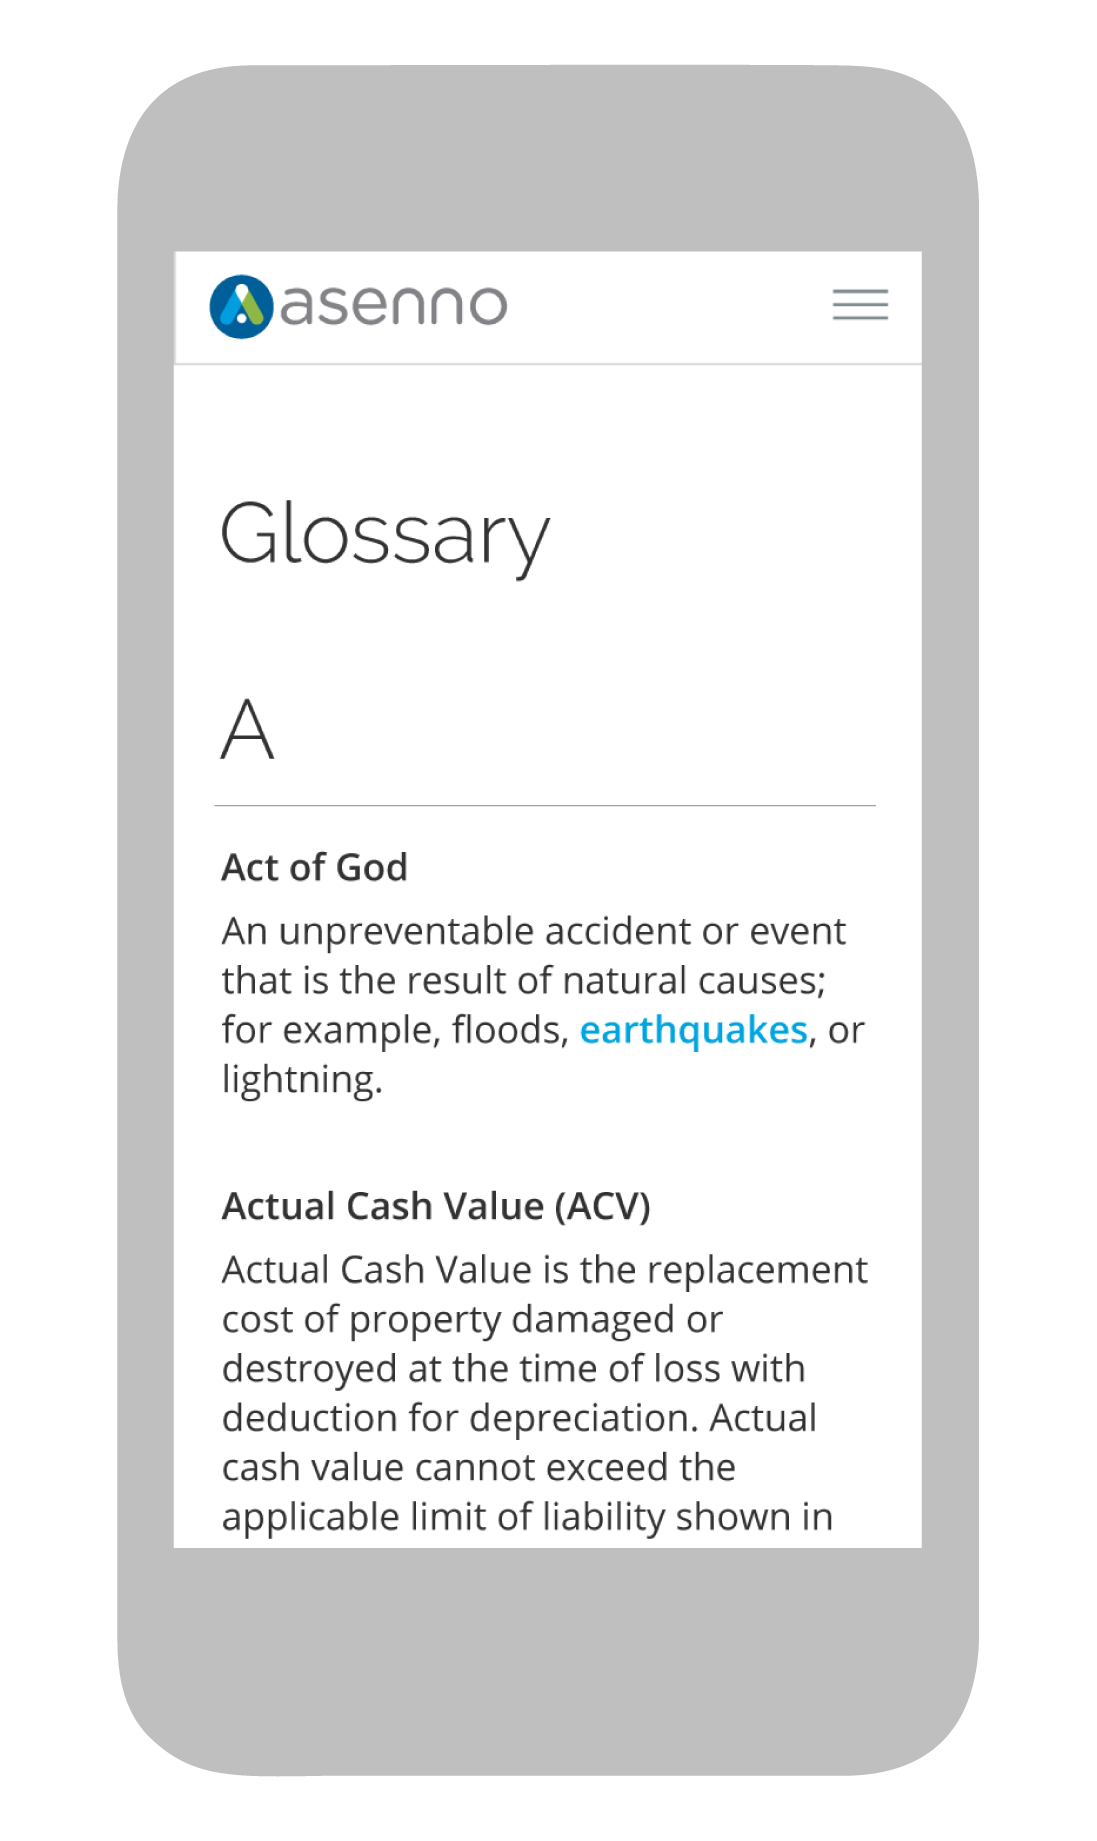 asenno
Glossary
A
Act of God
An unpreventable accident or event
that is the result of natural causes;
for example, floods, earthquakes, or
lightning.
Actual Cash Value (ACV)
Actual Cash Value is the replacement
cost of property damaged or
destroyed at the time of loss with
deduction for depreciation. Actual
cash value cannot exceed the
applicable limit of liability shown in